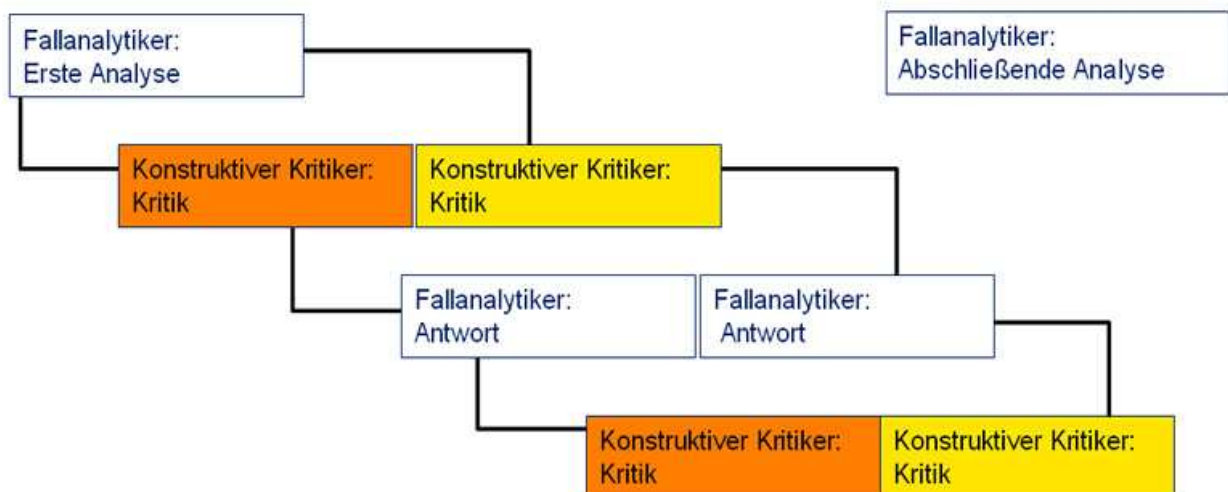 Fallanalytiker:
Erste Analyse
Fallanalytiker:
Abschließende Analyse
Konstruktiver Kritiker:
Kritik
Konstruktiver Kritiker:
Kritik
Fallanalytiker:
Antwort
Fallanalytiker:
Antwort
Konstruktiver Kritiker:
Kritik
Konstruktiver Kritiker:
Kritik